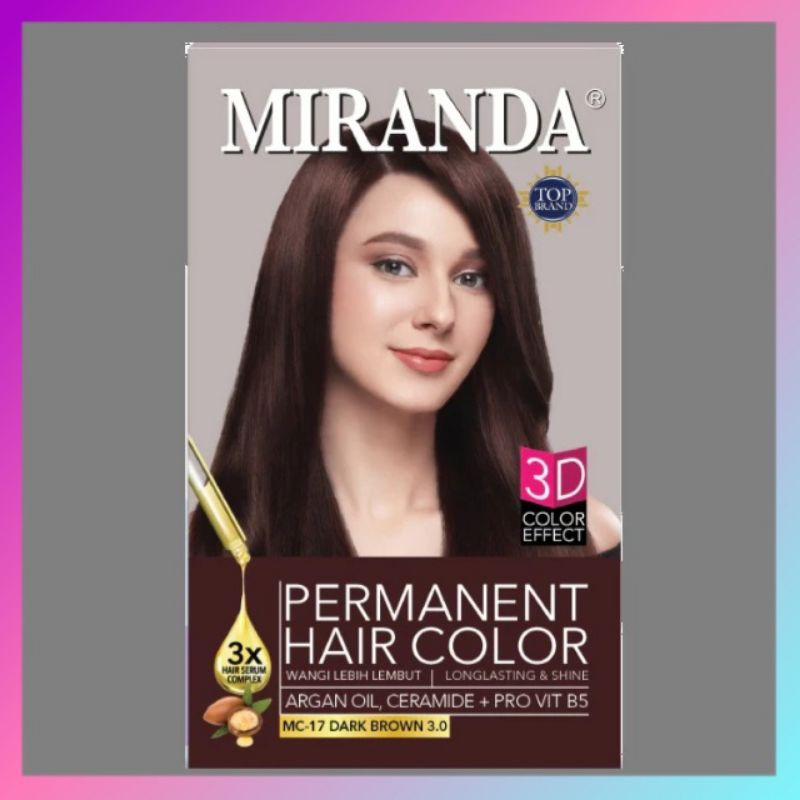 MIRANDA®
TOP
BRAND
3D
COLOR
EFFECT
PERMANENT
HAIR COLOR
3x
HAIR SERUM
COMPLEX
WANGI LEBIH LEMBUT | LONGLASTING & SHINE
ARGAN OIL, CERAMIDE + PRO VIT B5
MC-17 DARK BROWN 3.0